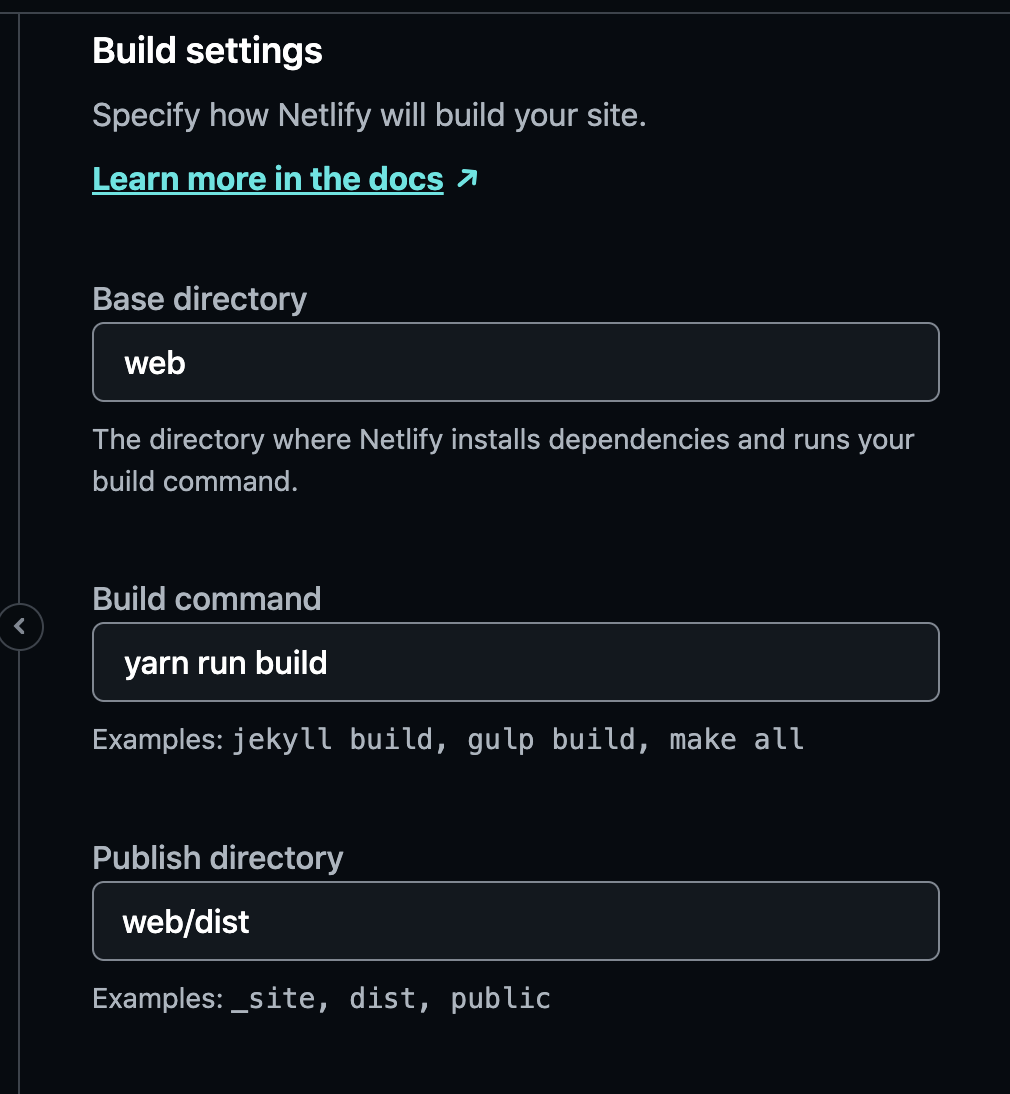 Build settings
Specify how Netlify will build your site.
Learn more in the docs ↗
Base directory
web
The directory where Netlify installs dependencies and runs your
build command.
Build command
yarn run build
Examples: jekyll build, gulp build, make all
Publish directory
web/dist
Examples: _site, dist, public